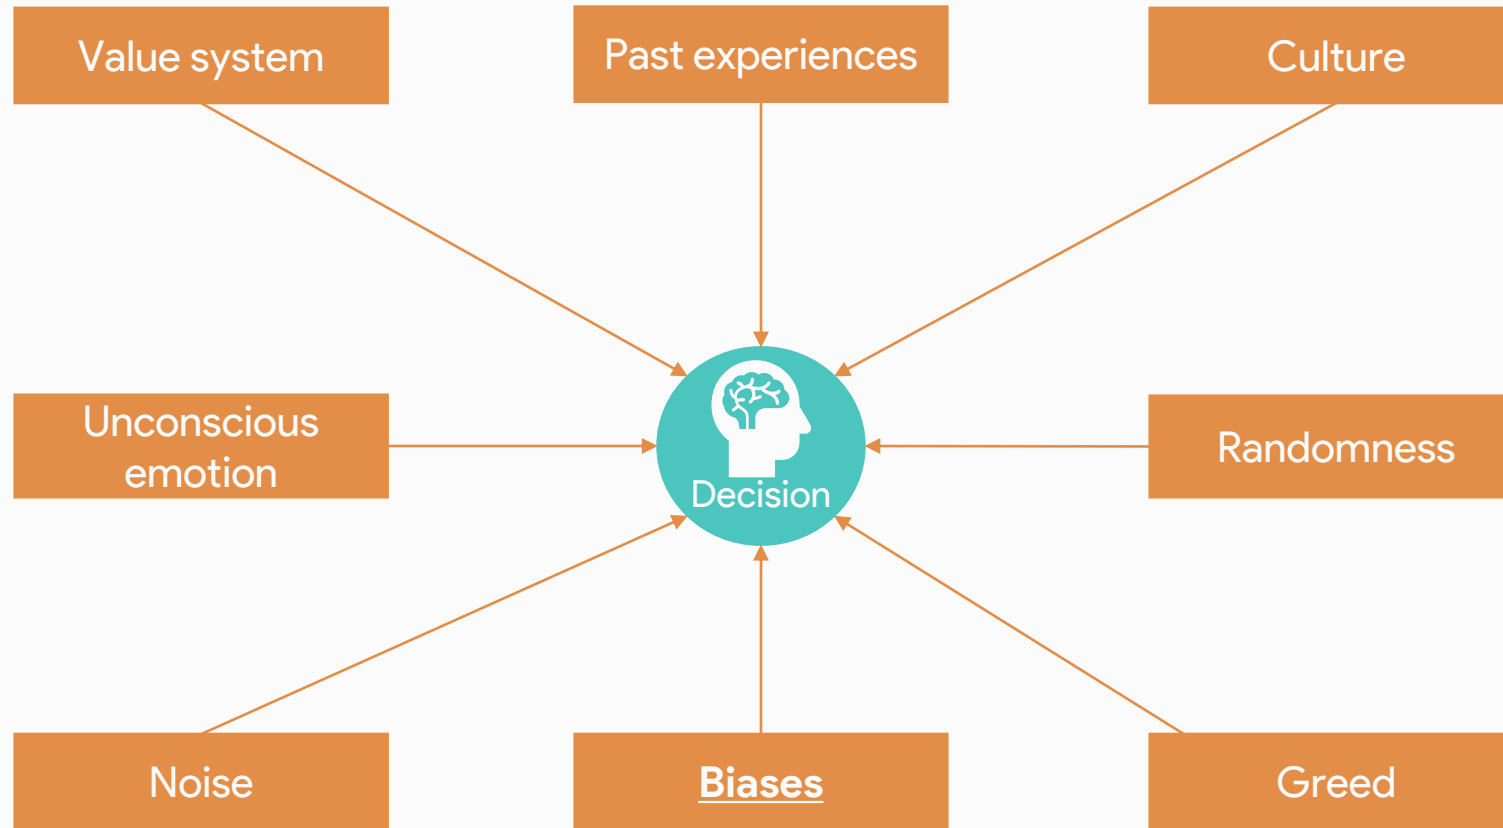 Value system
Past experiences
Culture
Unconscious
emotion
Randomness
Decision
Noise
Biases
Greed